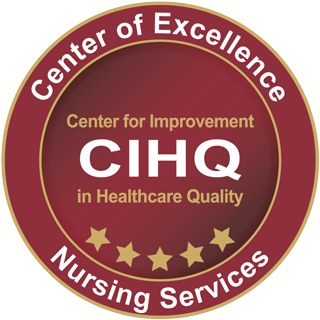 Center of Excellence
Center for Improvement
CIHQ
in Healthcare Quality
Nursing Services